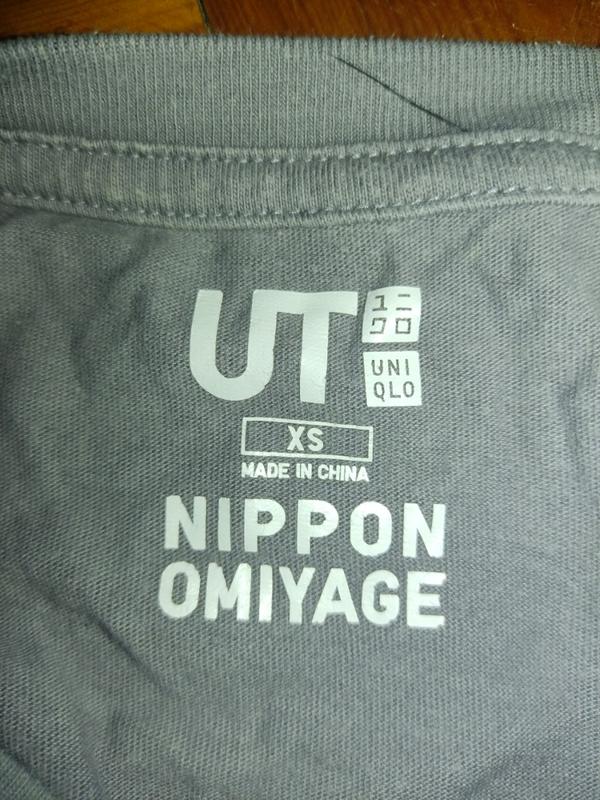 UT ユニ
クロ
UNI
QLO
XS
MADE IN CHINA
NIPPON
OMIYAGE